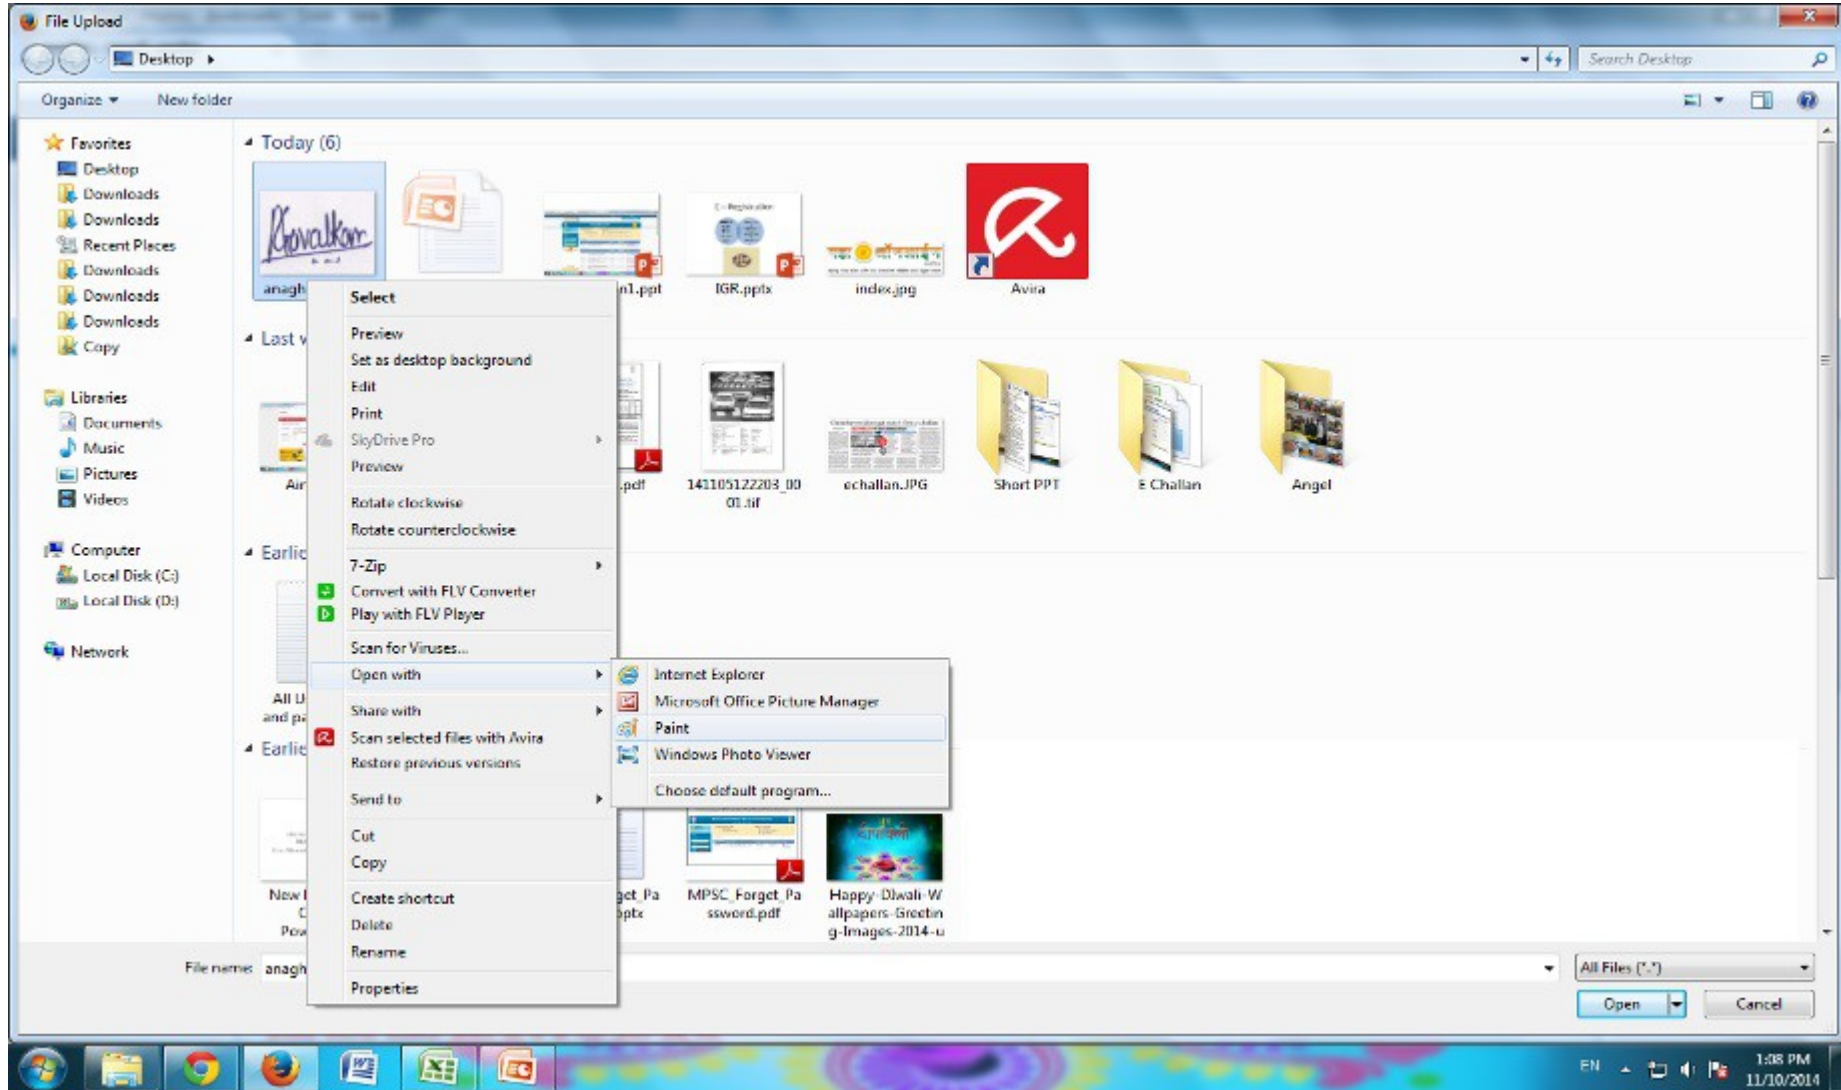 File Upload
Desktop
Search Desktop
Organize
New folder
Favorites
Desktop
Downloads
Downloads
Recent Places
Downloads
Downloads
Downloads
Copy
Libraries
Documents
Music
Pictures
Videos
Computer
Local Disk (C:)
Local Disk (D:)
Network
Today (6)
anagh
n1.ppt
IGR.pptx
index.jpg
Avira
Last w
Air
.pdf
141105122203_00
01.tif
echallan.JPG
Short PPT
E Challan
Angel
Earlie
All U
and pa
Earlie
New
Pow
get_Pa
pptx
MPSC_Forget_Pa
ssword.pdf
Happy-Diwali-W
allpapers-Greetin
g-Images-2014-u
Select
Preview
Set as desktop background
Edit
Print
SkyDrive Pro
Preview
Rotate clockwise
Rotate counterclockwise
7-Zip
Convert with FLV Converter
Play with FLV Player
Scan for Viruses...
Open with
Share with
Scan selected files with Avira
Restore previous versions
Send to
Cut
Copy
Create shortcut
Delete
Rename
Properties
Internet Explorer
Microsoft Office Picture Manager
Paint
Windows Photo Viewer
Choose default program...
File name: anagh
All Files (*.*)
Open
Cancel
EN
1:08 PM
11/10/2014